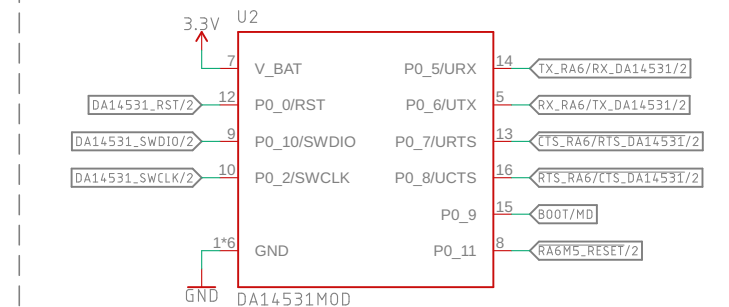 U2
3.3V
7 V_BAT P0_5/URX 14 TX_RA6/RX_DA14531/2
DA14531_RST/2 12 P0_0/RST P0_6/UTX 5 RX_RA6/TX_DA14531/2
DA14531_SWDIO/2 9 P0_10/SWDIO P0_7/URTS 13 CTS_RA6/RTS_DA14531/2
DA14531_SWCLK/2 10 P0_2/SWCLK P0_8/UCTS 16 RTS_RA6/CTS_DA14531/2
P0_9 15 BOOT/MD
1*6 GND P0_11 8 RA6M5_RESET/2
GND
DA14531MOD